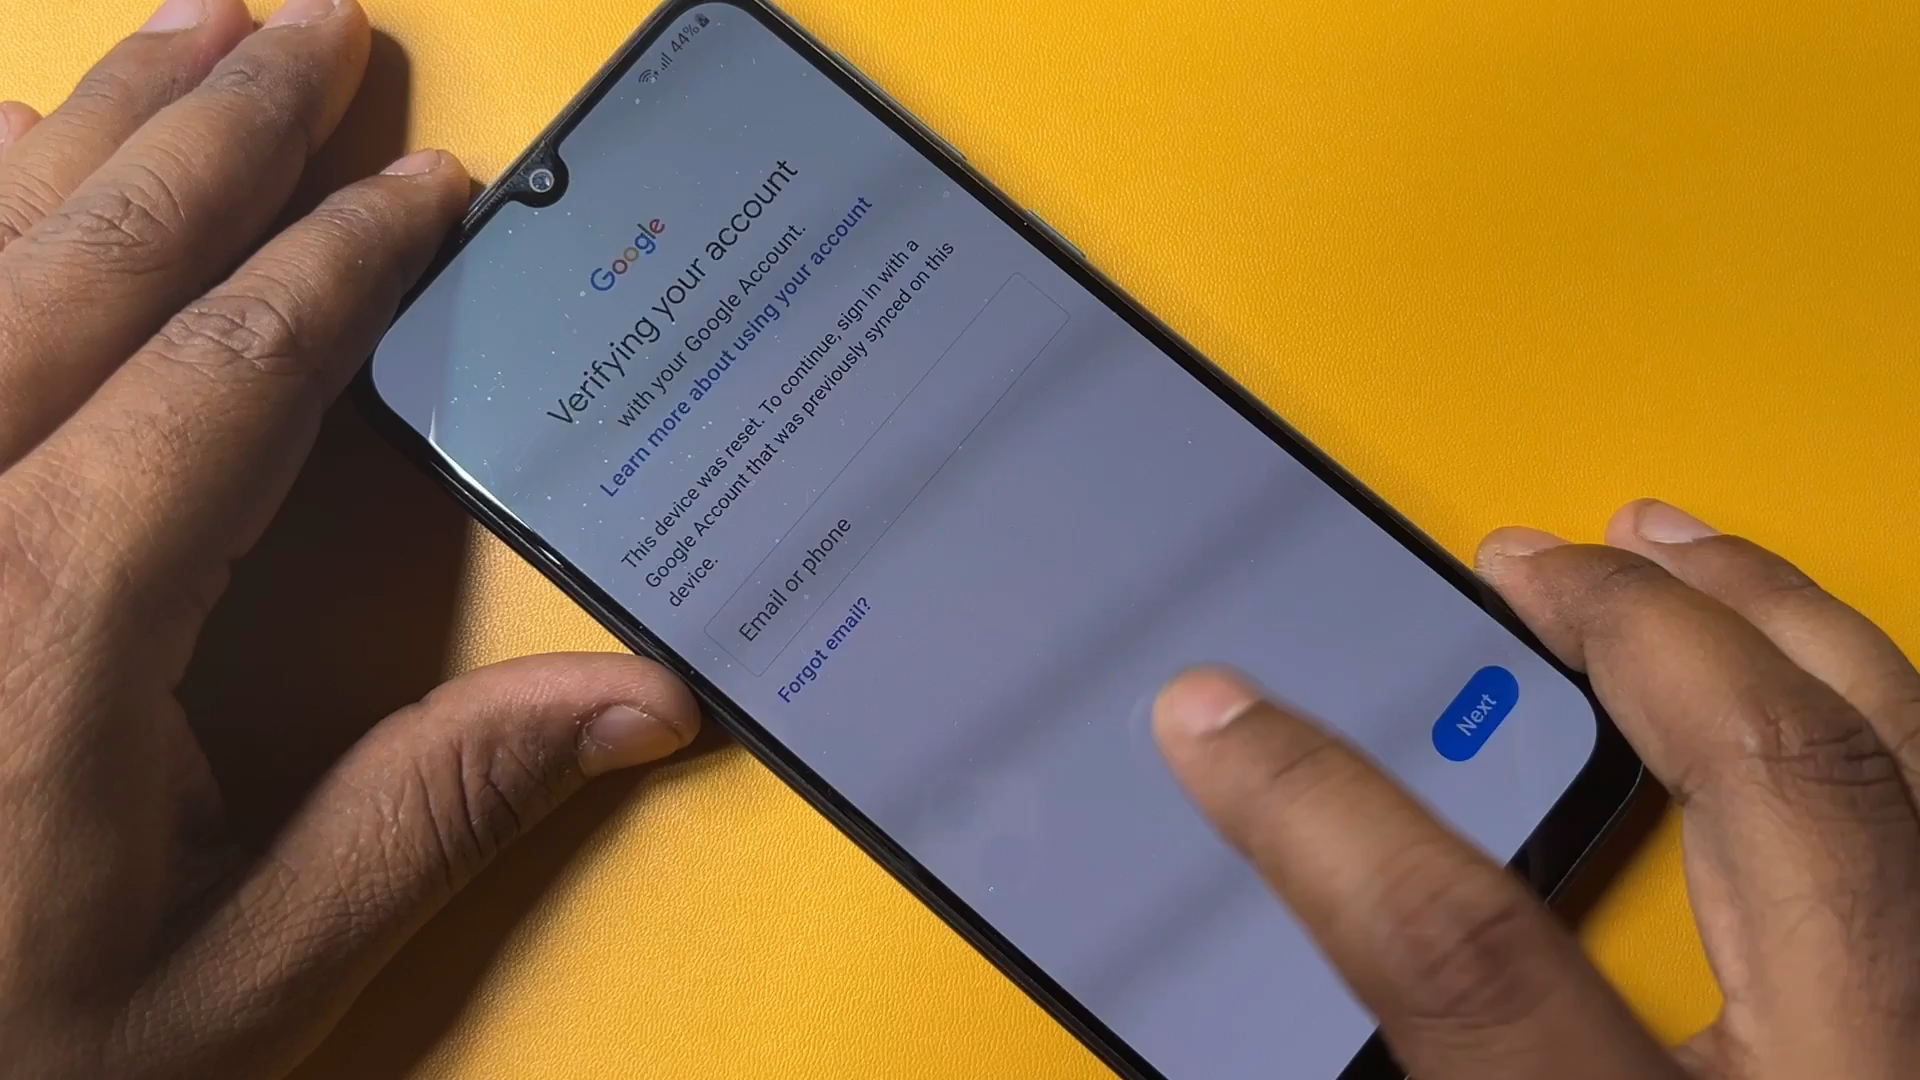 44%
Google
Verifying your account
with your Google Account.
Learn more about using your account
This device was reset. To continue, sign in with a
Google Account that was previously synced on this
device.
Email or phone
Forgot email?
Next